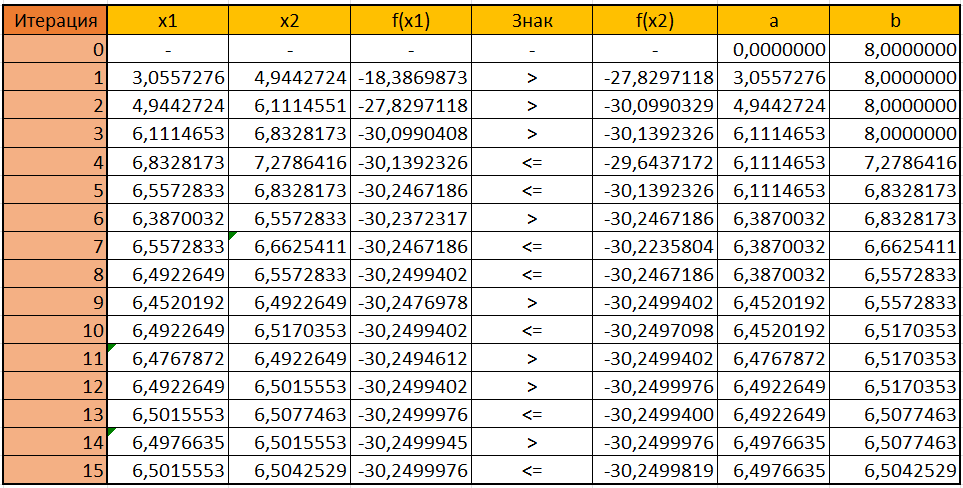 Итерация x1 x2 f(x1) Знак f(x2) a b
0 - - - - - 0,0000000 8,0000000
1 3,0557276 4,9442724 -18,3869873 > -27,8297118 3,0557276 8,0000000
2 4,9442724 6,1114551 -27,8297118 > -30,0990329 4,9442724 8,0000000
3 6,1114653 6,8328173 -30,0990408 > -30,1392326 6,1114653 8,0000000
4 6,8328173 7,2786416 -30,1392326 <= -29,6437172 6,1114653 7,2786416
5 6,5572833 6,8328173 -30,2467186 <= -30,1392326 6,1114653 6,8328173
6 6,3870032 6,5572833 -30,2372317 > -30,2467186 6,3870032 6,8328173
7 6,5572833 6,6625411 -30,2467186 <= -30,2235804 6,3870032 6,6625411
8 6,4922649 6,5572833 -30,2499402 <= -30,2467186 6,3870032 6,5572833
9 6,4520192 6,4922649 -30,2476978 > -30,2499402 6,4520192 6,5572833
10 6,4922649 6,5170353 -30,2499402 <= -30,2497098 6,4520192 6,5170353
11 6,4767872 6,4922649 -30,2494612 > -30,2499402 6,4767872 6,5170353
12 6,4922649 6,5015553 -30,2499402 > -30,2499976 6,4922649 6,5170353
13 6,5015553 6,5077463 -30,2499976 <= -30,2499400 6,4922649 6,5077463
14 6,4976635 6,5015553 -30,2499945 > -30,2499976 6,4976635 6,5077463
15 6,5015553 6,5042529 -30,2499976 <= -30,2499819 6,4976635 6,5042529